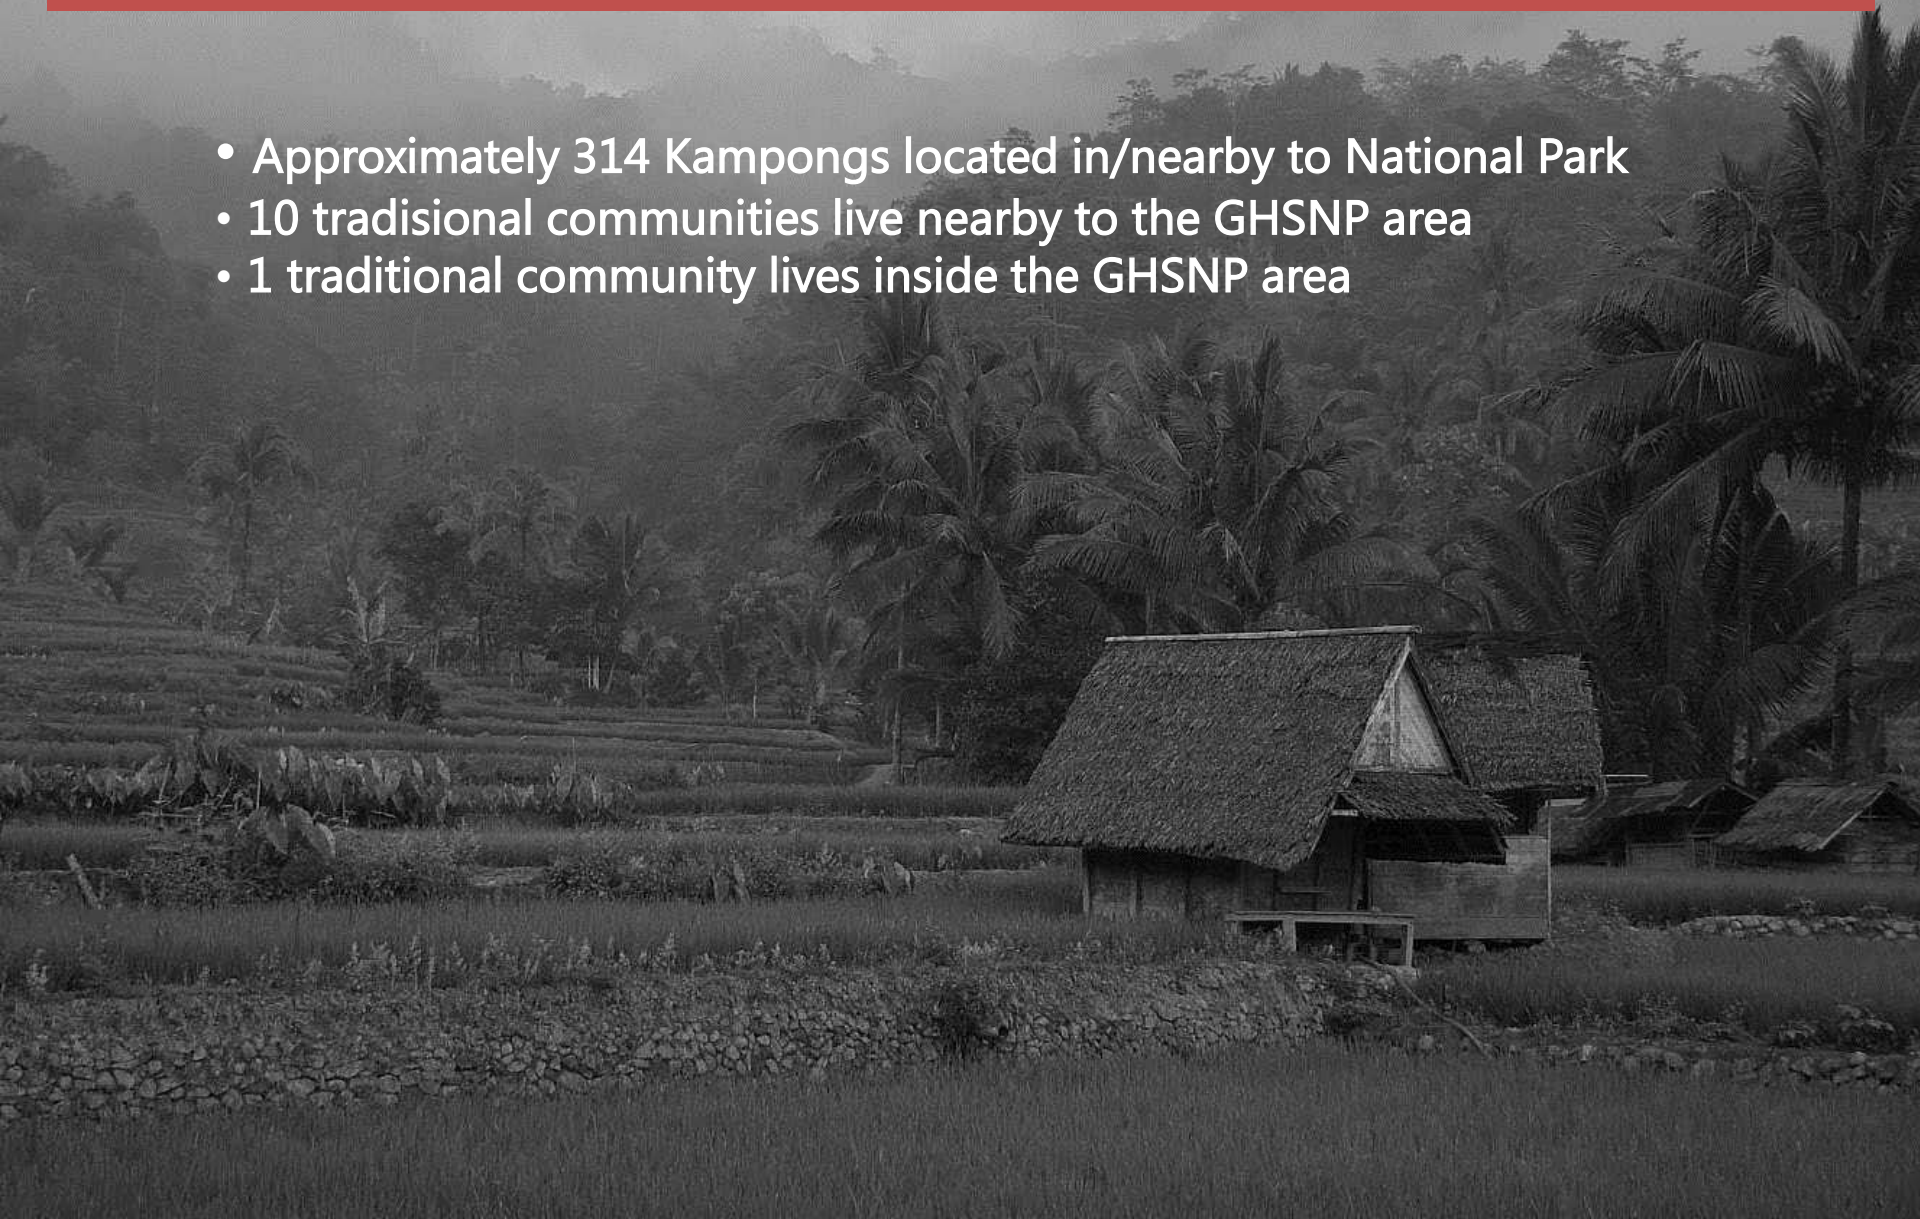 • Approximately 314 Kampongs located in/nearby to National Park
• 10 tradisional communities live nearby to the GHSNP area
• 1 traditional community lives inside the GHSNP area